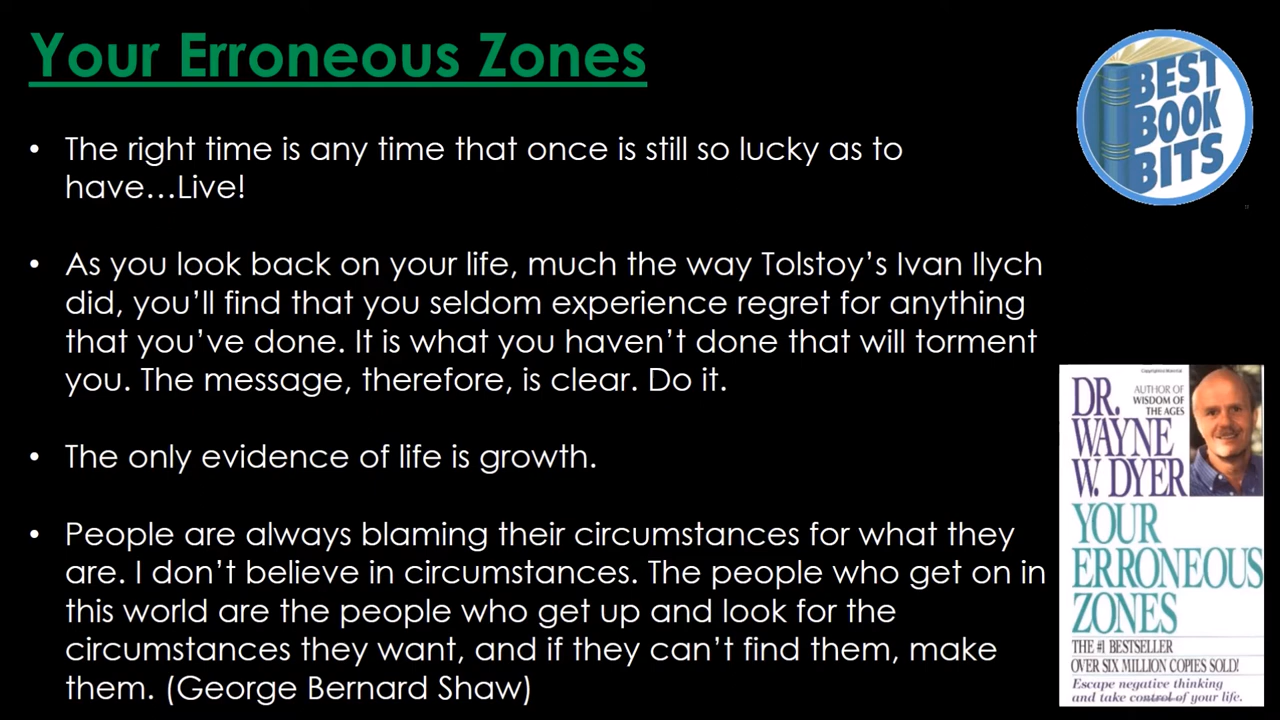 Your Erroneous Zones
BEST
BOOK
BITS
• The right time is any time that once is still so lucky as to
have...Live!
• As you look back on your life, much the way Tolstoy's Ivan Ilych
did, you'll find that you seldom experience regret for anything
that you've done. It is what you haven't done that will torment
you. The message, therefore, is clear. Do it.
• The only evidence of life is growth.
• People are always blaming their circumstances for what they
are. I don't believe in circumstances. The people who get on in
this world are the people who get up and look for the
circumstances they want, and if they can't find them, make
them. (George Bernard Shaw)
Copyrighted Material
DR.
WAYNE
W. DYER
AUTHOR OF
WISDOM OF
THE AGES
YOUR
ERRONEOUS
ZONES
THE #1 BESTSELLER
OVER SIX MILLION COPIES SOLD!
Escape negative thinking
and take control of your life.